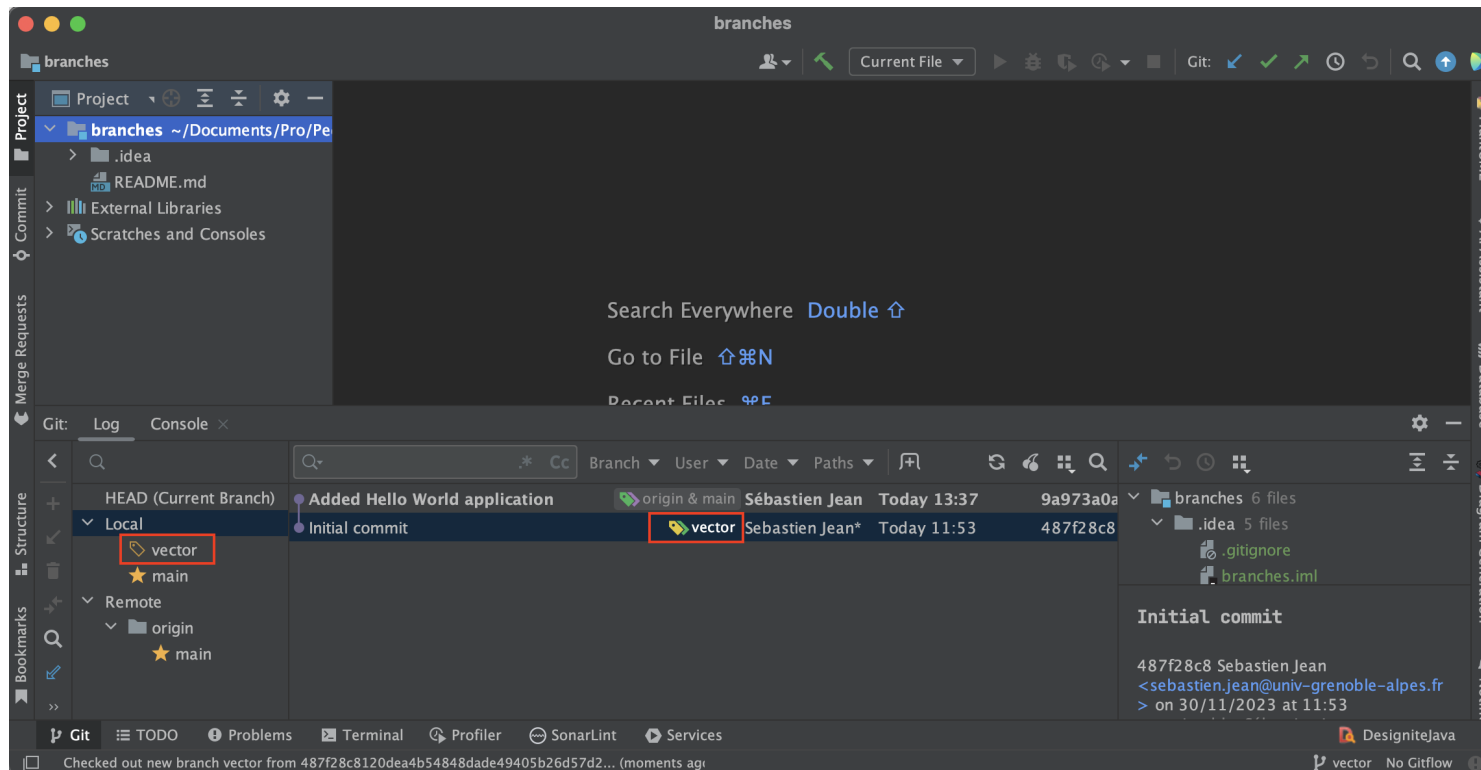 branches
branches
Current File
Git:
Project
Project
branches ~/Documents/Pro/Pe
.idea
README.md
External Libraries
Scratches and Consoles
Commit
Merge Requests
Structure
Bookmarks
Search Everywhere Double ⇧
Go to File ⇧⌘N
Recent Files ⌘E
Git: Log Console ×
.* Cc Branch User Date Paths
HEAD (Current Branch)
Local
vector
main
Remote
origin
main
Added Hello World application origin & main Sébastien Jean Today 13:37 9a973a0a
Initial commit vector Sebastien Jean* Today 11:53 487f28c8
branches 6 files
.idea 5 files
.gitignore
branches.iml
Initial commit
487f28c8 Sebastien Jean
<sebastien.jean@univ-grenoble-alpes.fr
> on 30/11/2023 at 11:53
Git TODO Problems Terminal Profiler SonarLint Services DesigniteJava
Checked out new branch vector from 487f28c8120dea4b54848dade49405b26d57d2... (moments ago vector No Gitflow